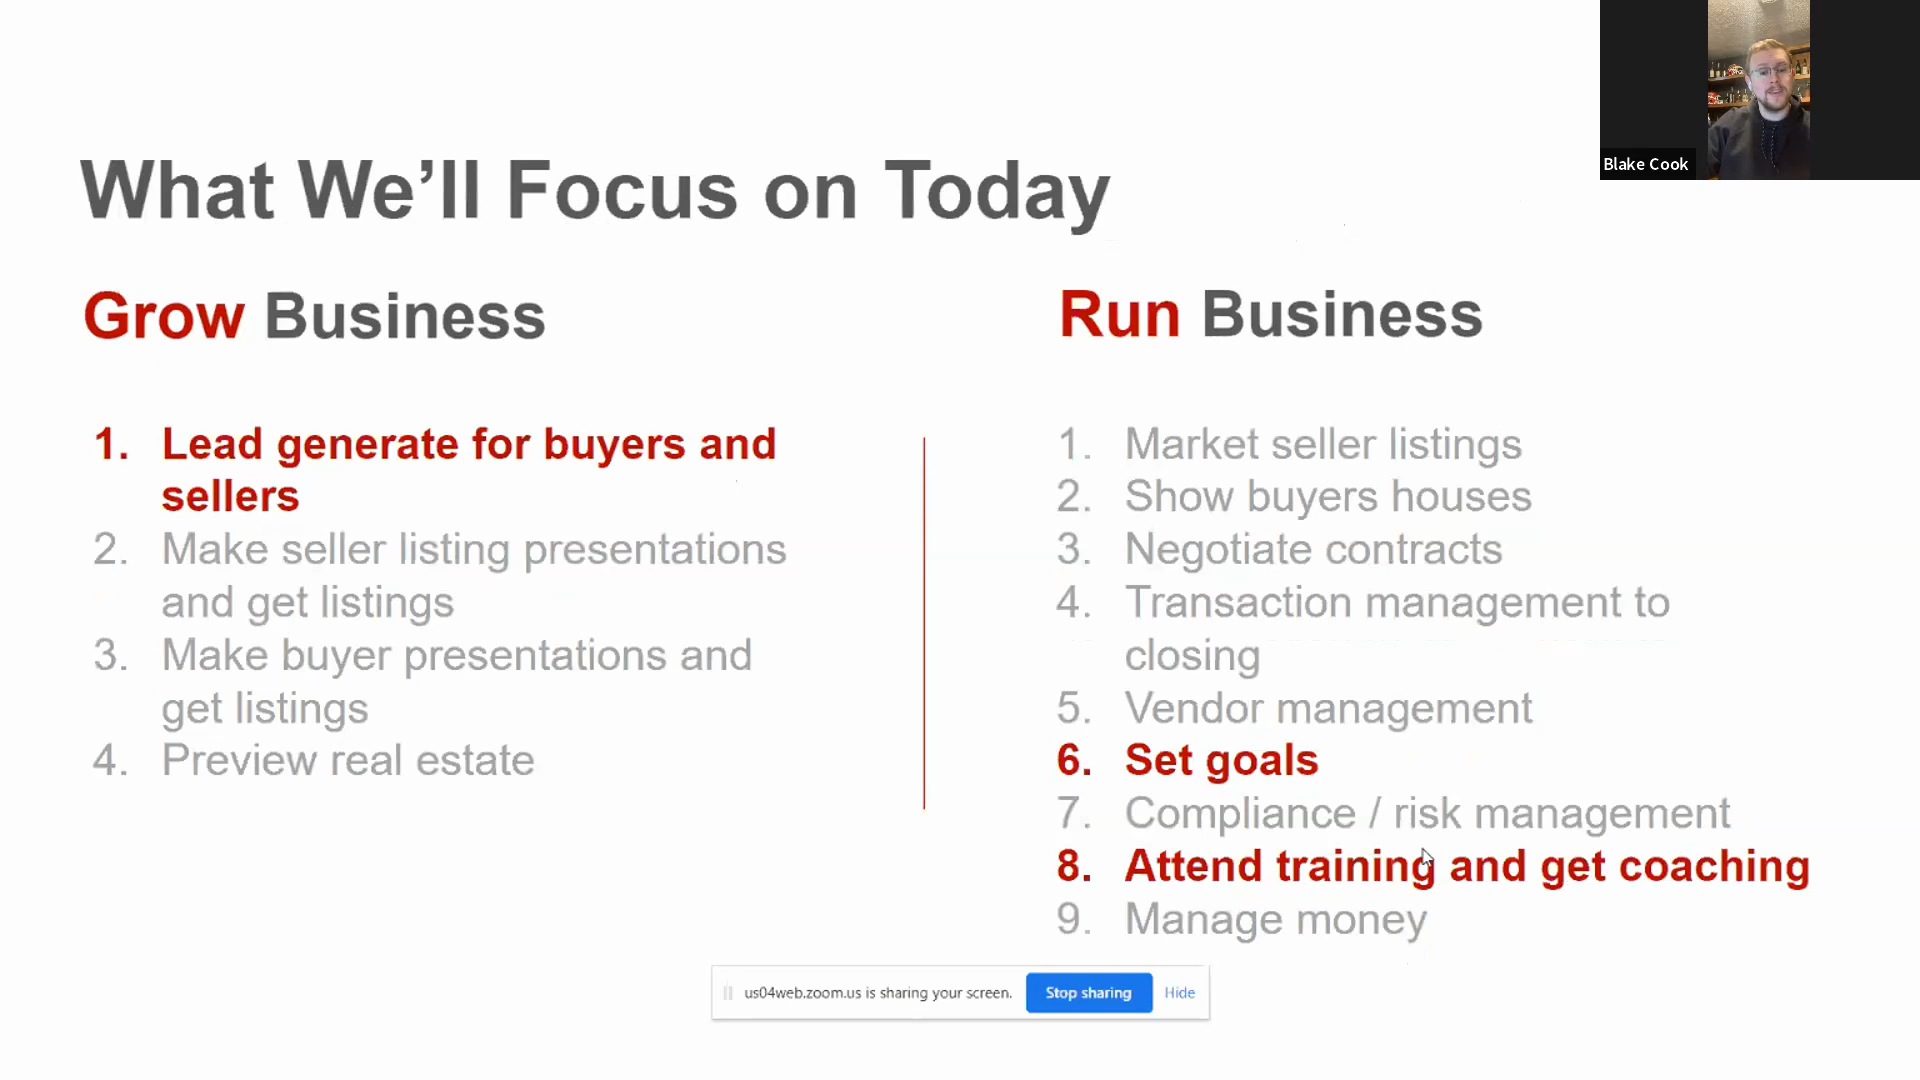 Blake Cook
What We’ll Focus on Today
Grow Business
1. Lead generate for buyers and
sellers
2. Make seller listing presentations
and get listings
3. Make buyer presentations and
get listings
4. Preview real estate
Run Business
1. Market seller listings
2. Show buyers houses
3. Negotiate contracts
4. Transaction management to
closing
5. Vendor management
6. Set goals
7. Compliance / risk management
8. Attend training and get coaching
9. Manage money
us04web.zoom.us is sharing your screen. Stop sharing Hide